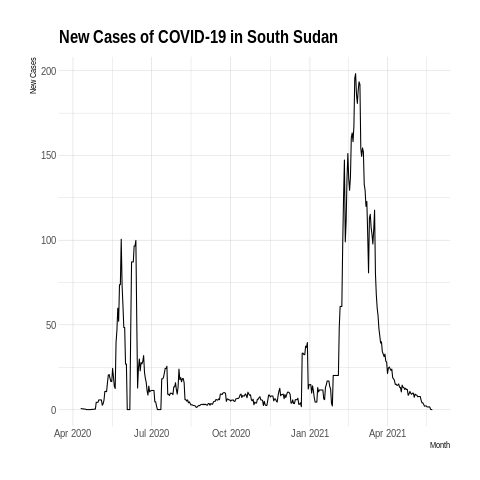 New Cases of COVID-19 in South Sudan
New Cases
200
150
100
50
0
Apr 2020 Jul 2020 Oct 2020 Jan 2021 Apr 2021
Month